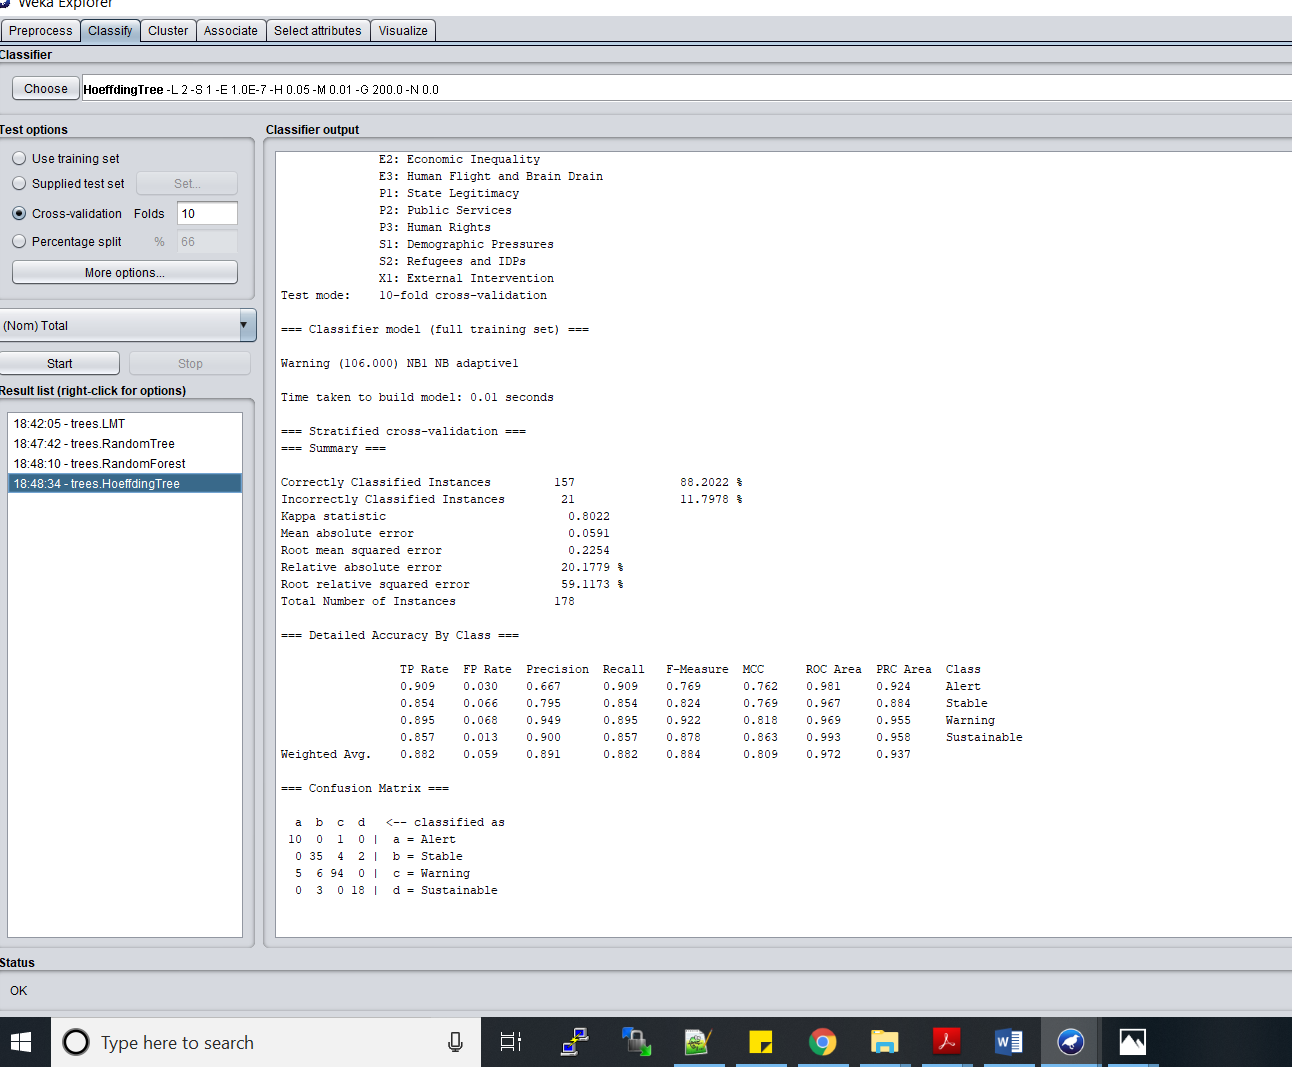 Weka Explorer
Preprocess Classify Cluster Associate Select attributes Visualize
Classifier
Choose HoeffdingTree -L 2 -S 1 -E 1.0E-7 -H 0.05 -M 0.01 -G 200.0 -N 0.0
Test options
Use training set
Supplied test set Set...
Cross-validation Folds 10
Percentage split % 66
More options...
(Nom) Total
Start Stop
Result list (right-click for options)
18:42:05 - trees.LMT
18:47:42 - trees.RandomTree
18:48:10 - trees.RandomForest
18:48:34 - trees.HoeffdingTree
Classifier output
E2: Economic Inequality
E3: Human Flight and Brain Drain
P1: State Legitimacy
P2: Public Services
P3: Human Rights
S1: Demographic Pressures
S2: Refugees and IDPs
X1: External Intervention
Test mode: 10-fold cross-validation
=== Classifier model (full training set) ===
Warning (106.000) NB1 NB adaptive1
Time taken to build model: 0.01 seconds
=== Stratified cross-validation ===
=== Summary ===
Correctly Classified Instances 157 88.2022 %
Incorrectly Classified Instances 21 11.7978 %
Kappa statistic 0.8022
Mean absolute error 0.0591
Root mean squared error 0.2254
Relative absolute error 20.1779 %
Root relative squared error 59.1173 %
Total Number of Instances 178
=== Detailed Accuracy By Class ===
TP Rate FP Rate Precision Recall F-Measure MCC ROC Area PRC Area Class
0.909 0.030 0.667 0.909 0.769 0.762 0.981 0.924 Alert
0.854 0.066 0.795 0.854 0.824 0.769 0.967 0.884 Stable
0.895 0.068 0.949 0.895 0.922 0.818 0.969 0.955 Warning
0.857 0.013 0.900 0.857 0.878 0.863 0.993 0.958 Sustainable
Weighted Avg. 0.882 0.059 0.891 0.882 0.884 0.809 0.972 0.937
=== Confusion Matrix ===
a b c d <-- classified as
10 0 1 0 | a = Alert
0 35 4 2 | b = Stable
5 6 94 0 | c = Warning
0 3 0 18 | d = Sustainable
Status
OK
Type here to search